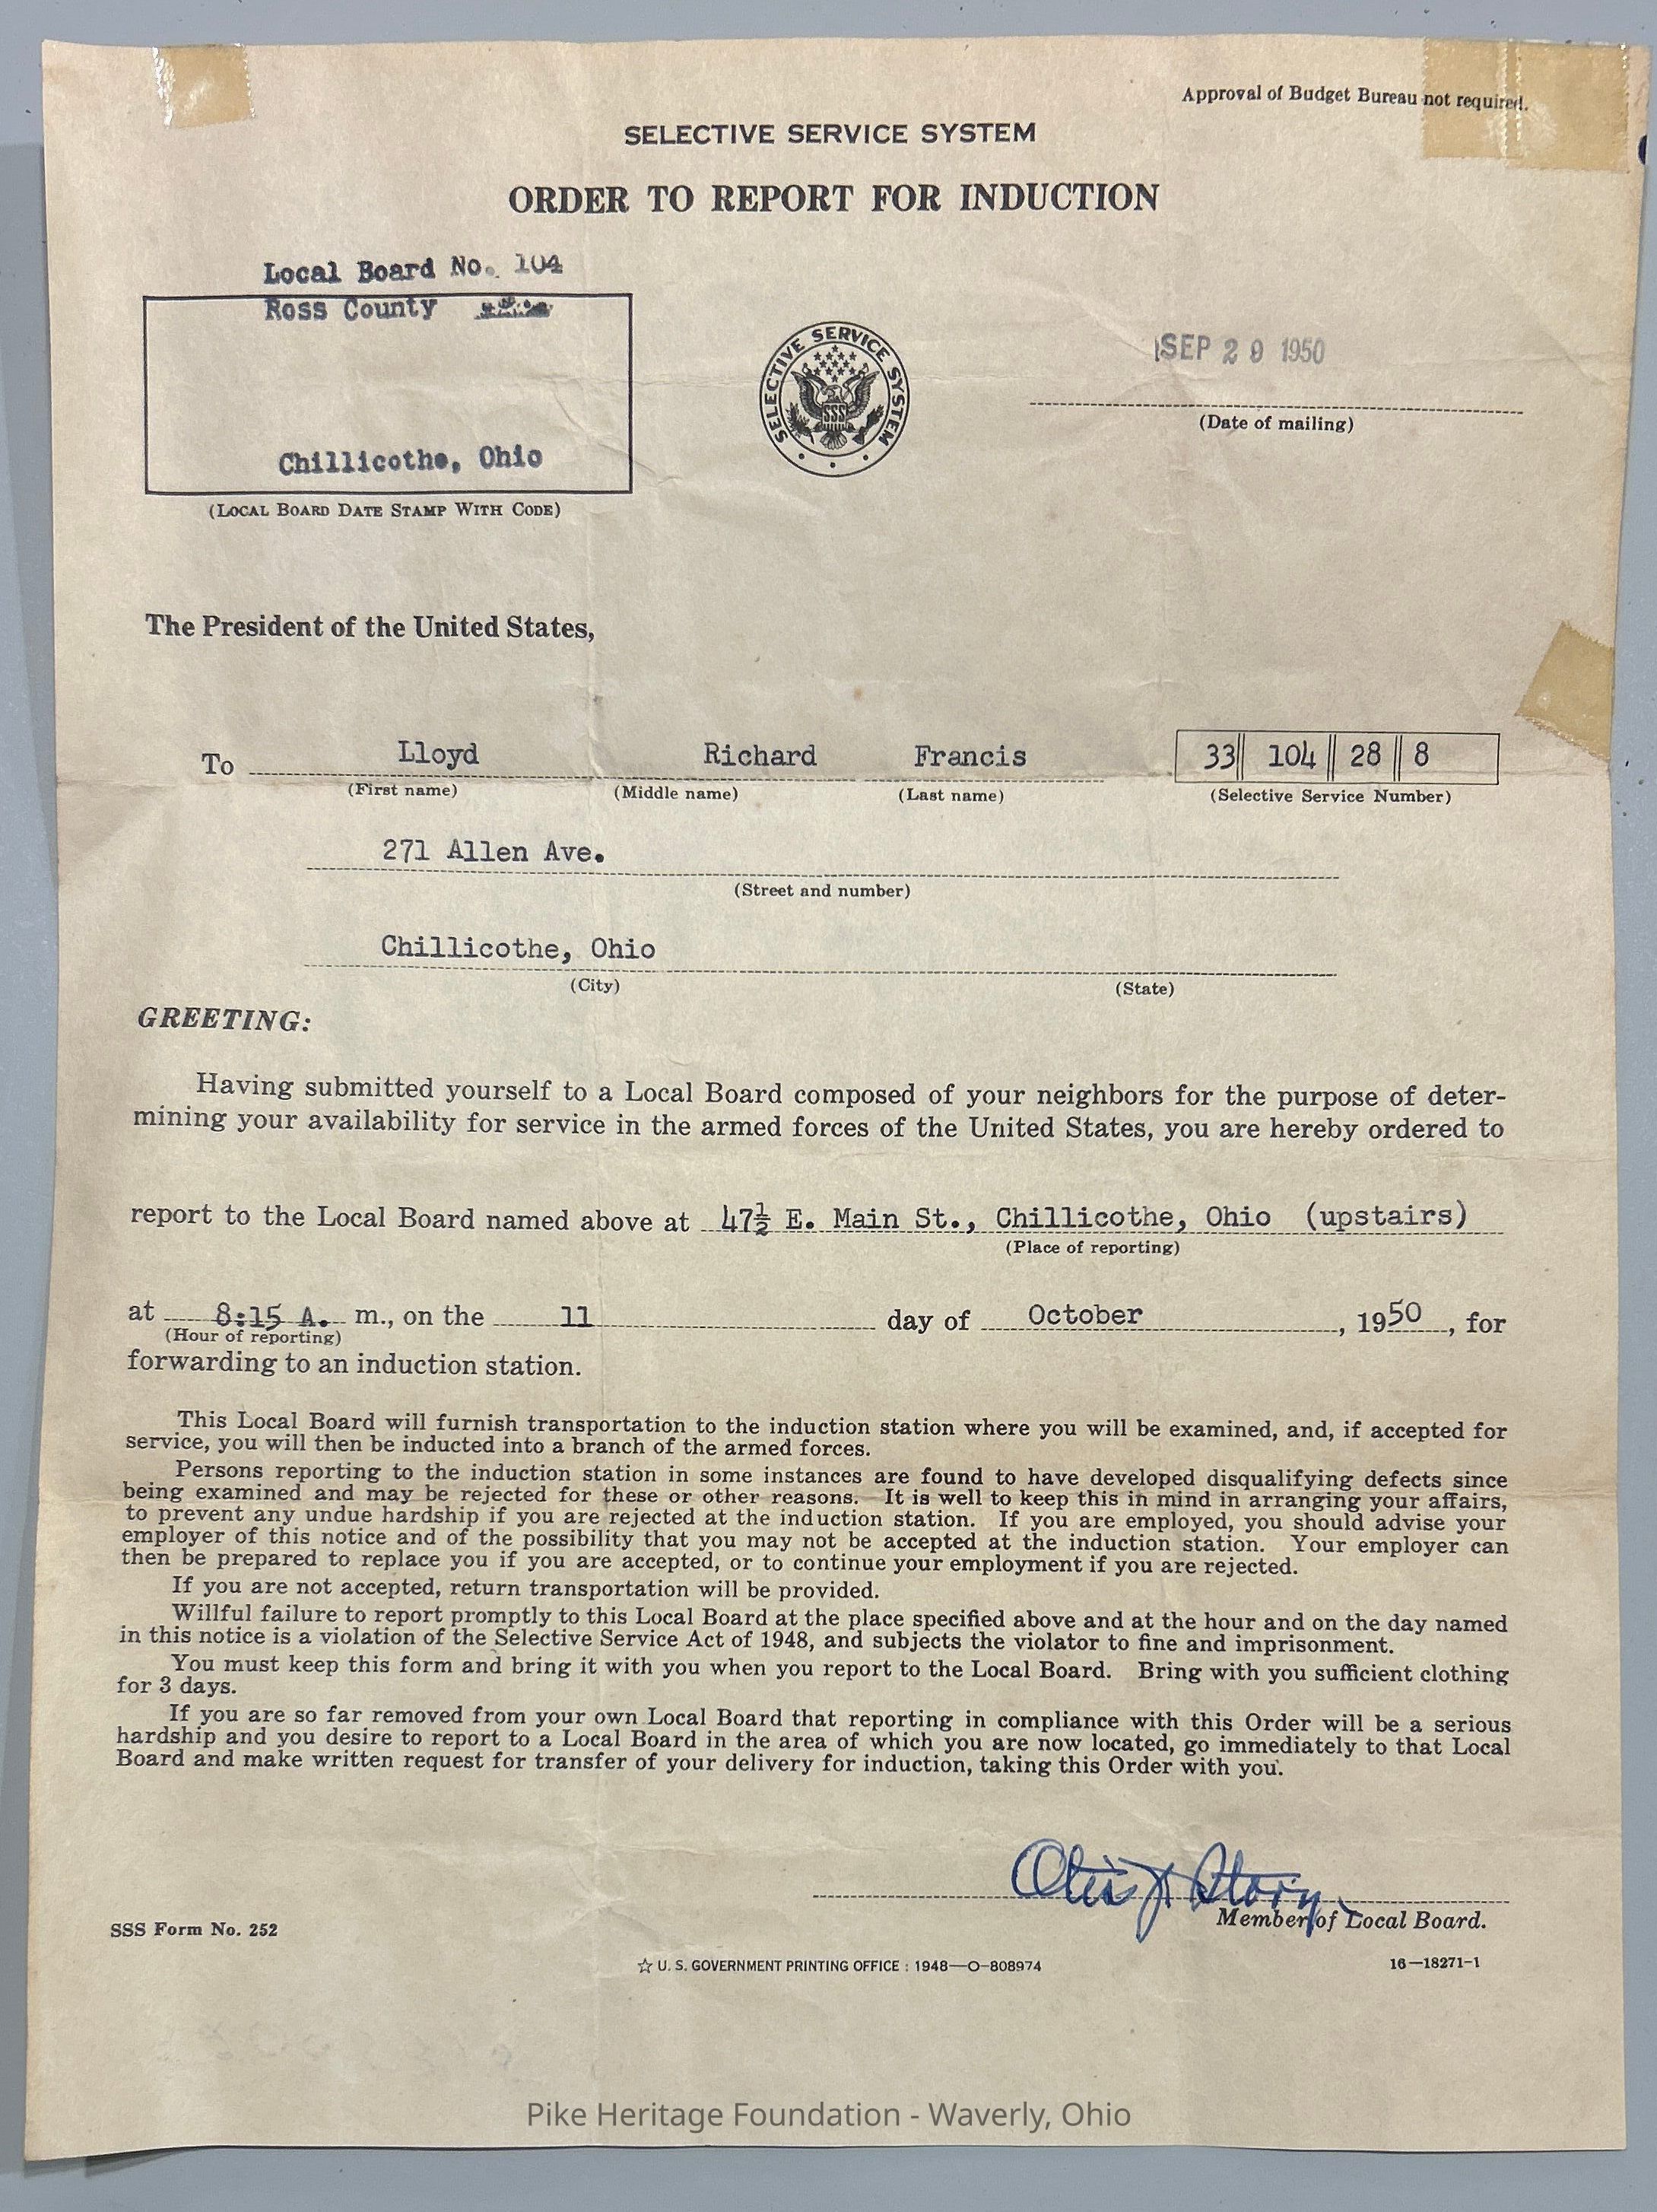 Approval of Budget Bureau not required.
SELECTIVE SERVICE SYSTEM
ORDER TO REPORT FOR INDUCTION
Local Board No. 104
Ross County
SEP 29 1950
SELECTIVE SERVICE SYSTEM
SSS
(Date of mailing)
Chillicothe, Ohio
(LOCAL BOARD DATE STAMP WITH CODE)
The President of the United States,
To Lloyd Richard Francis 33 104 28 8
(First name) (Middle name) (Last name) (Selective Service Number)
271 Allen Ave.
(Street and number)
Chillicothe, Ohio
(City) (State)
GREETING:
Having submitted yourself to a Local Board composed of your neighbors for the purpose of deter-
mining your availability for service in the armed forces of the United States, you are hereby ordered to
report to the Local Board named above at 47½ E. Main St., Chillicothe, Ohio (upstairs)
(Place of reporting)
at 8:15 A. m., on the 11 day of October, 1950, for
(Hour of reporting)
forwarding to an induction station.
This Local Board will furnish transportation to the induction station where you will be examined, and, if accepted for
service, you will then be inducted into a branch of the armed forces.
Persons reporting to the induction station in some instances are found to have developed disqualifying defects since
being examined and may be rejected for these or other reasons. It is well to keep this in mind in arranging your affairs,
to prevent any undue hardship if you are rejected at the induction station. If you are employed, you should advise your
employer of this notice and of the possibility that you may not be accepted at the induction station. Your employer can
then be prepared to replace you if you are accepted, or to continue your employment if you are rejected.
If you are not accepted, return transportation will be provided.
Willful failure to report promptly to this Local Board at the place specified above and at the hour and on the day named
in this notice is a violation of the Selective Service Act of 1948, and subjects the violator to fine and imprisonment.
You must keep this form and bring it with you when you report to the Local Board. Bring with you sufficient clothing
for 3 days.
If you are so far removed from your own Local Board that reporting in compliance with this Order will be a serious
hardship and you desire to report to a Local Board in the area of which you are now located, go immediately to that Local
Board and make written request for transfer of your delivery for induction, taking this Order with you.
Otis
Member of Local Board.
SSS Form No. 252
☆ U. S. GOVERNMENT PRINTING OFFICE : 1948—O-808974
16—18271-1
Pike Heritage Foundation - Waverly, Ohio